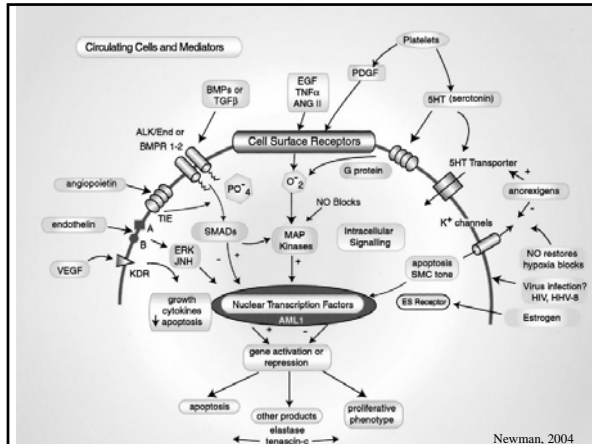 Circulating Cells and Mediators
Platelets
PDGF
EGF
TNFα
ANG II
BMPs or
TGFβ
5HT (serotonin)
ALK/End or
BMPR 1-2
Cell Surface Receptors
5HT Transporter
G protein
O⁻2
PO⁻4
angiopoietin
TIE
+
anorexigens
-
NO Blocks
K⁺ channels
endothelin
A
B
SMADs
MAP
Kinases
Intracellular
Signalling
ERK
JNH
-
+
+
NO restores
hypoxia blocks
VEGF
KDR
apoptosis
SMC tone
Virus infection?
HIV, HHV-8
growth
cytokines
↓ apoptosis
Nuclear Transcription Factors
AML1
ES Receptor
Estrogen
+
-
gene activation or
repression
apoptosis
other products
proliferative
phenotype
elastase
tenascin-c
Newman, 2004